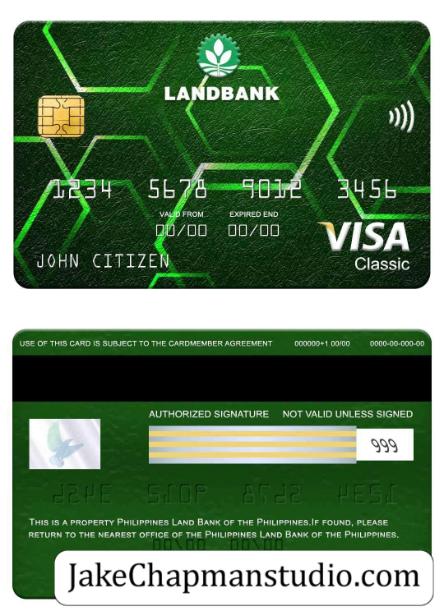 LANDBANK
1234 5678 9012 3456
VALID FROM EXPIRED END
00/00 00/00
JOHN CITIZEN
VISA
Classic
USE OF THIS CARD IS SUBJECT TO THE CARDMEMBER AGREEMENT 000000+1 00/00 0000-00-000-00
AUTHORIZED SIGNATURE NOT VALID UNLESS SIGNED
999
THIS IS A PROPERTY PHILIPPINES LAND BANK OF THE PHILIPPINES.IF FOUND, PLEASE
RETURN TO THE NEAREST OFFICE OF THE PHILIPPINES LAND BANK OF THE PHILIPPINES.
JakeChapmanstudio.com